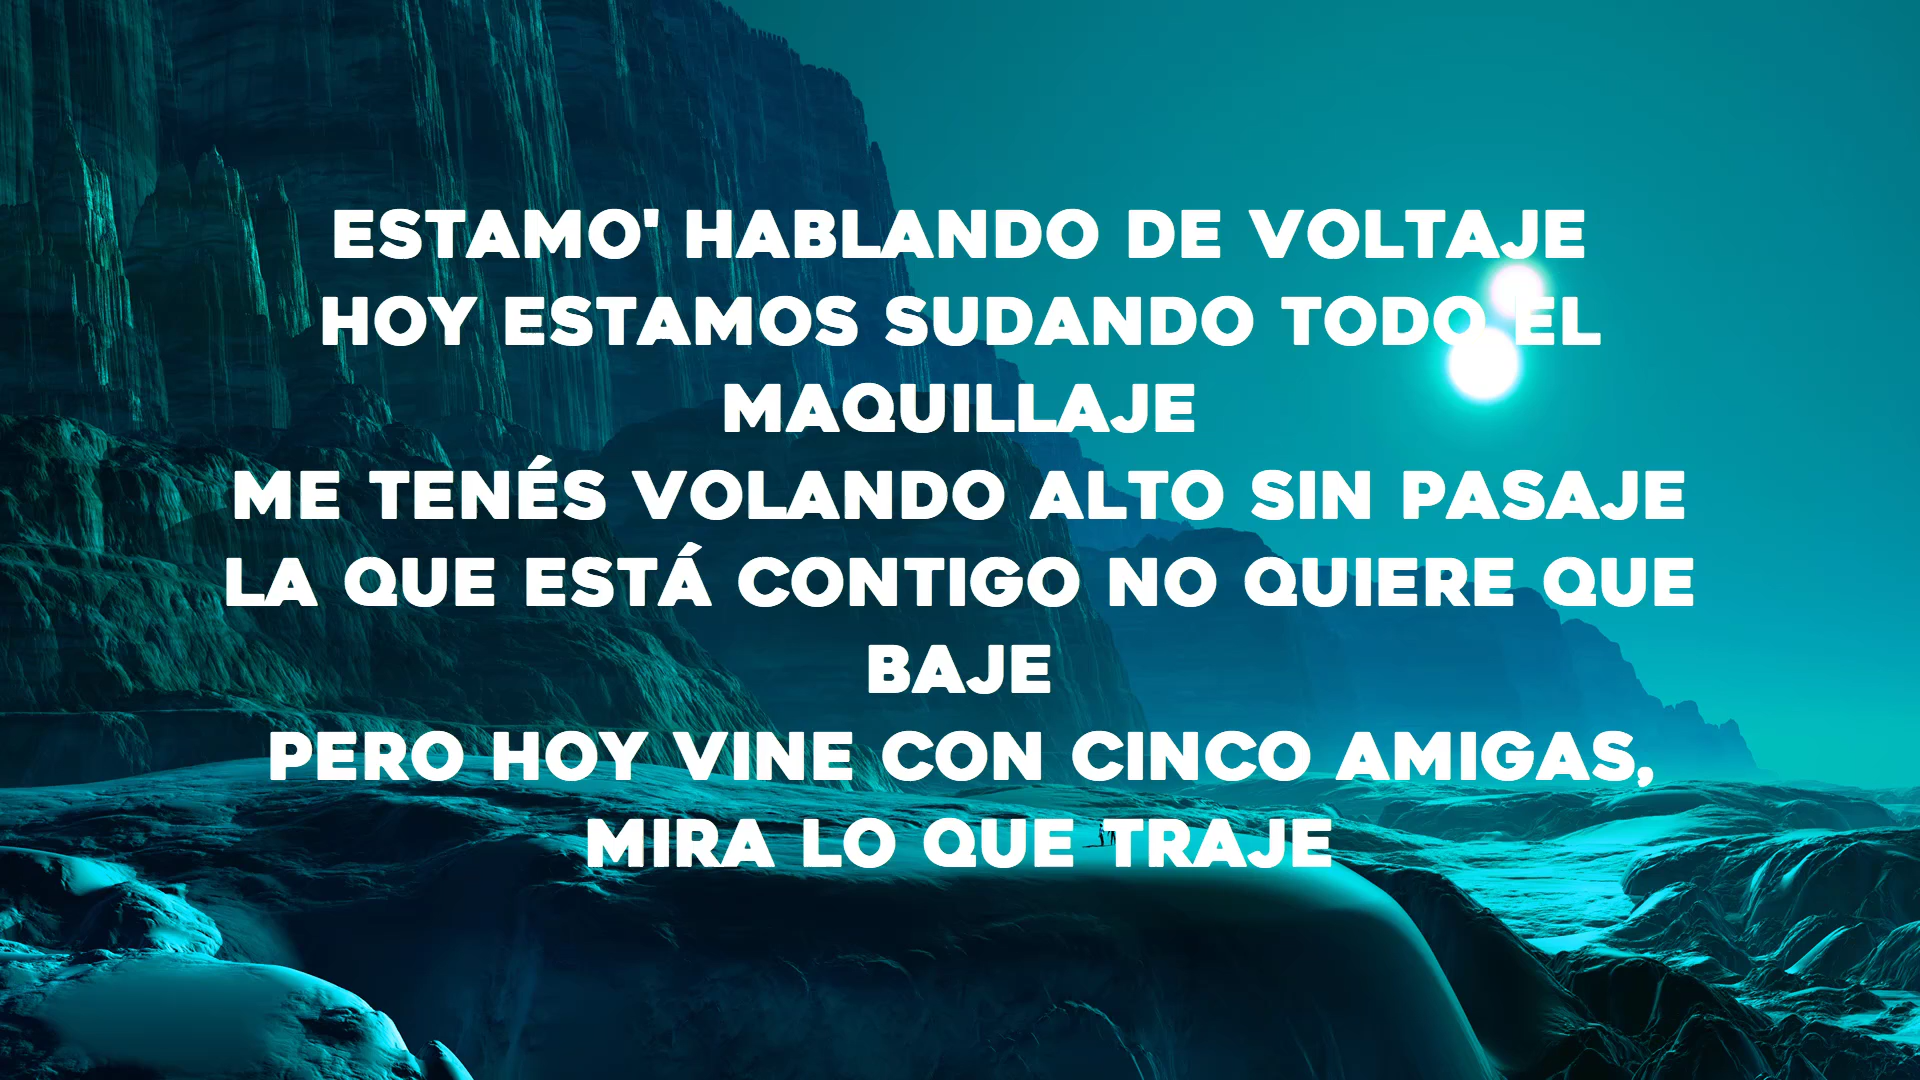 ESTAMO' HABLANDO DE VOLTAJE
HOY ESTAMOS SUDANDO TODO EL
MAQUILLAJE
ME TENÉS VOLANDO ALTO SIN PASAJE
LA QUE ESTÁ CONTIGO NO QUIERE QUE
BAJE
PERO HOY VINE CON CINCO AMIGAS,
MIRA LO QUE TRAJE